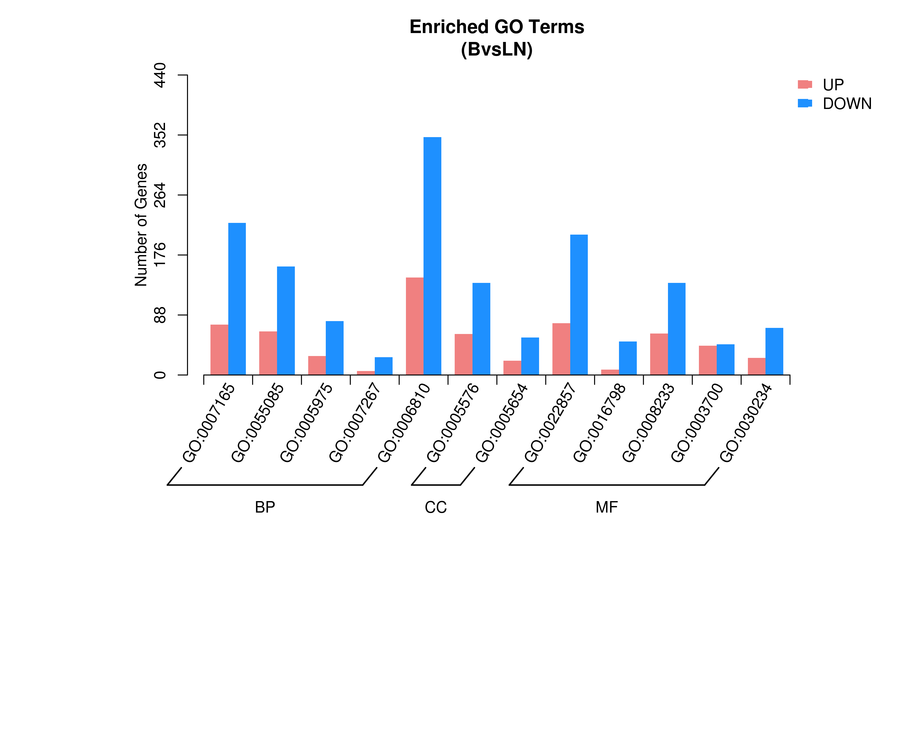 Enriched GO Terms
(BvsLN)
UP
DOWN
Number of Genes
440
352
264
176
88
0
GO:0007165
GO:0055085
GO:0005975
GO:0007267
GO:0006810
GO:0005576
GO:0005654
GO:0022857
GO:0016798
GO:0008233
GO:0003700
GO:0030234
BP
CC
MF